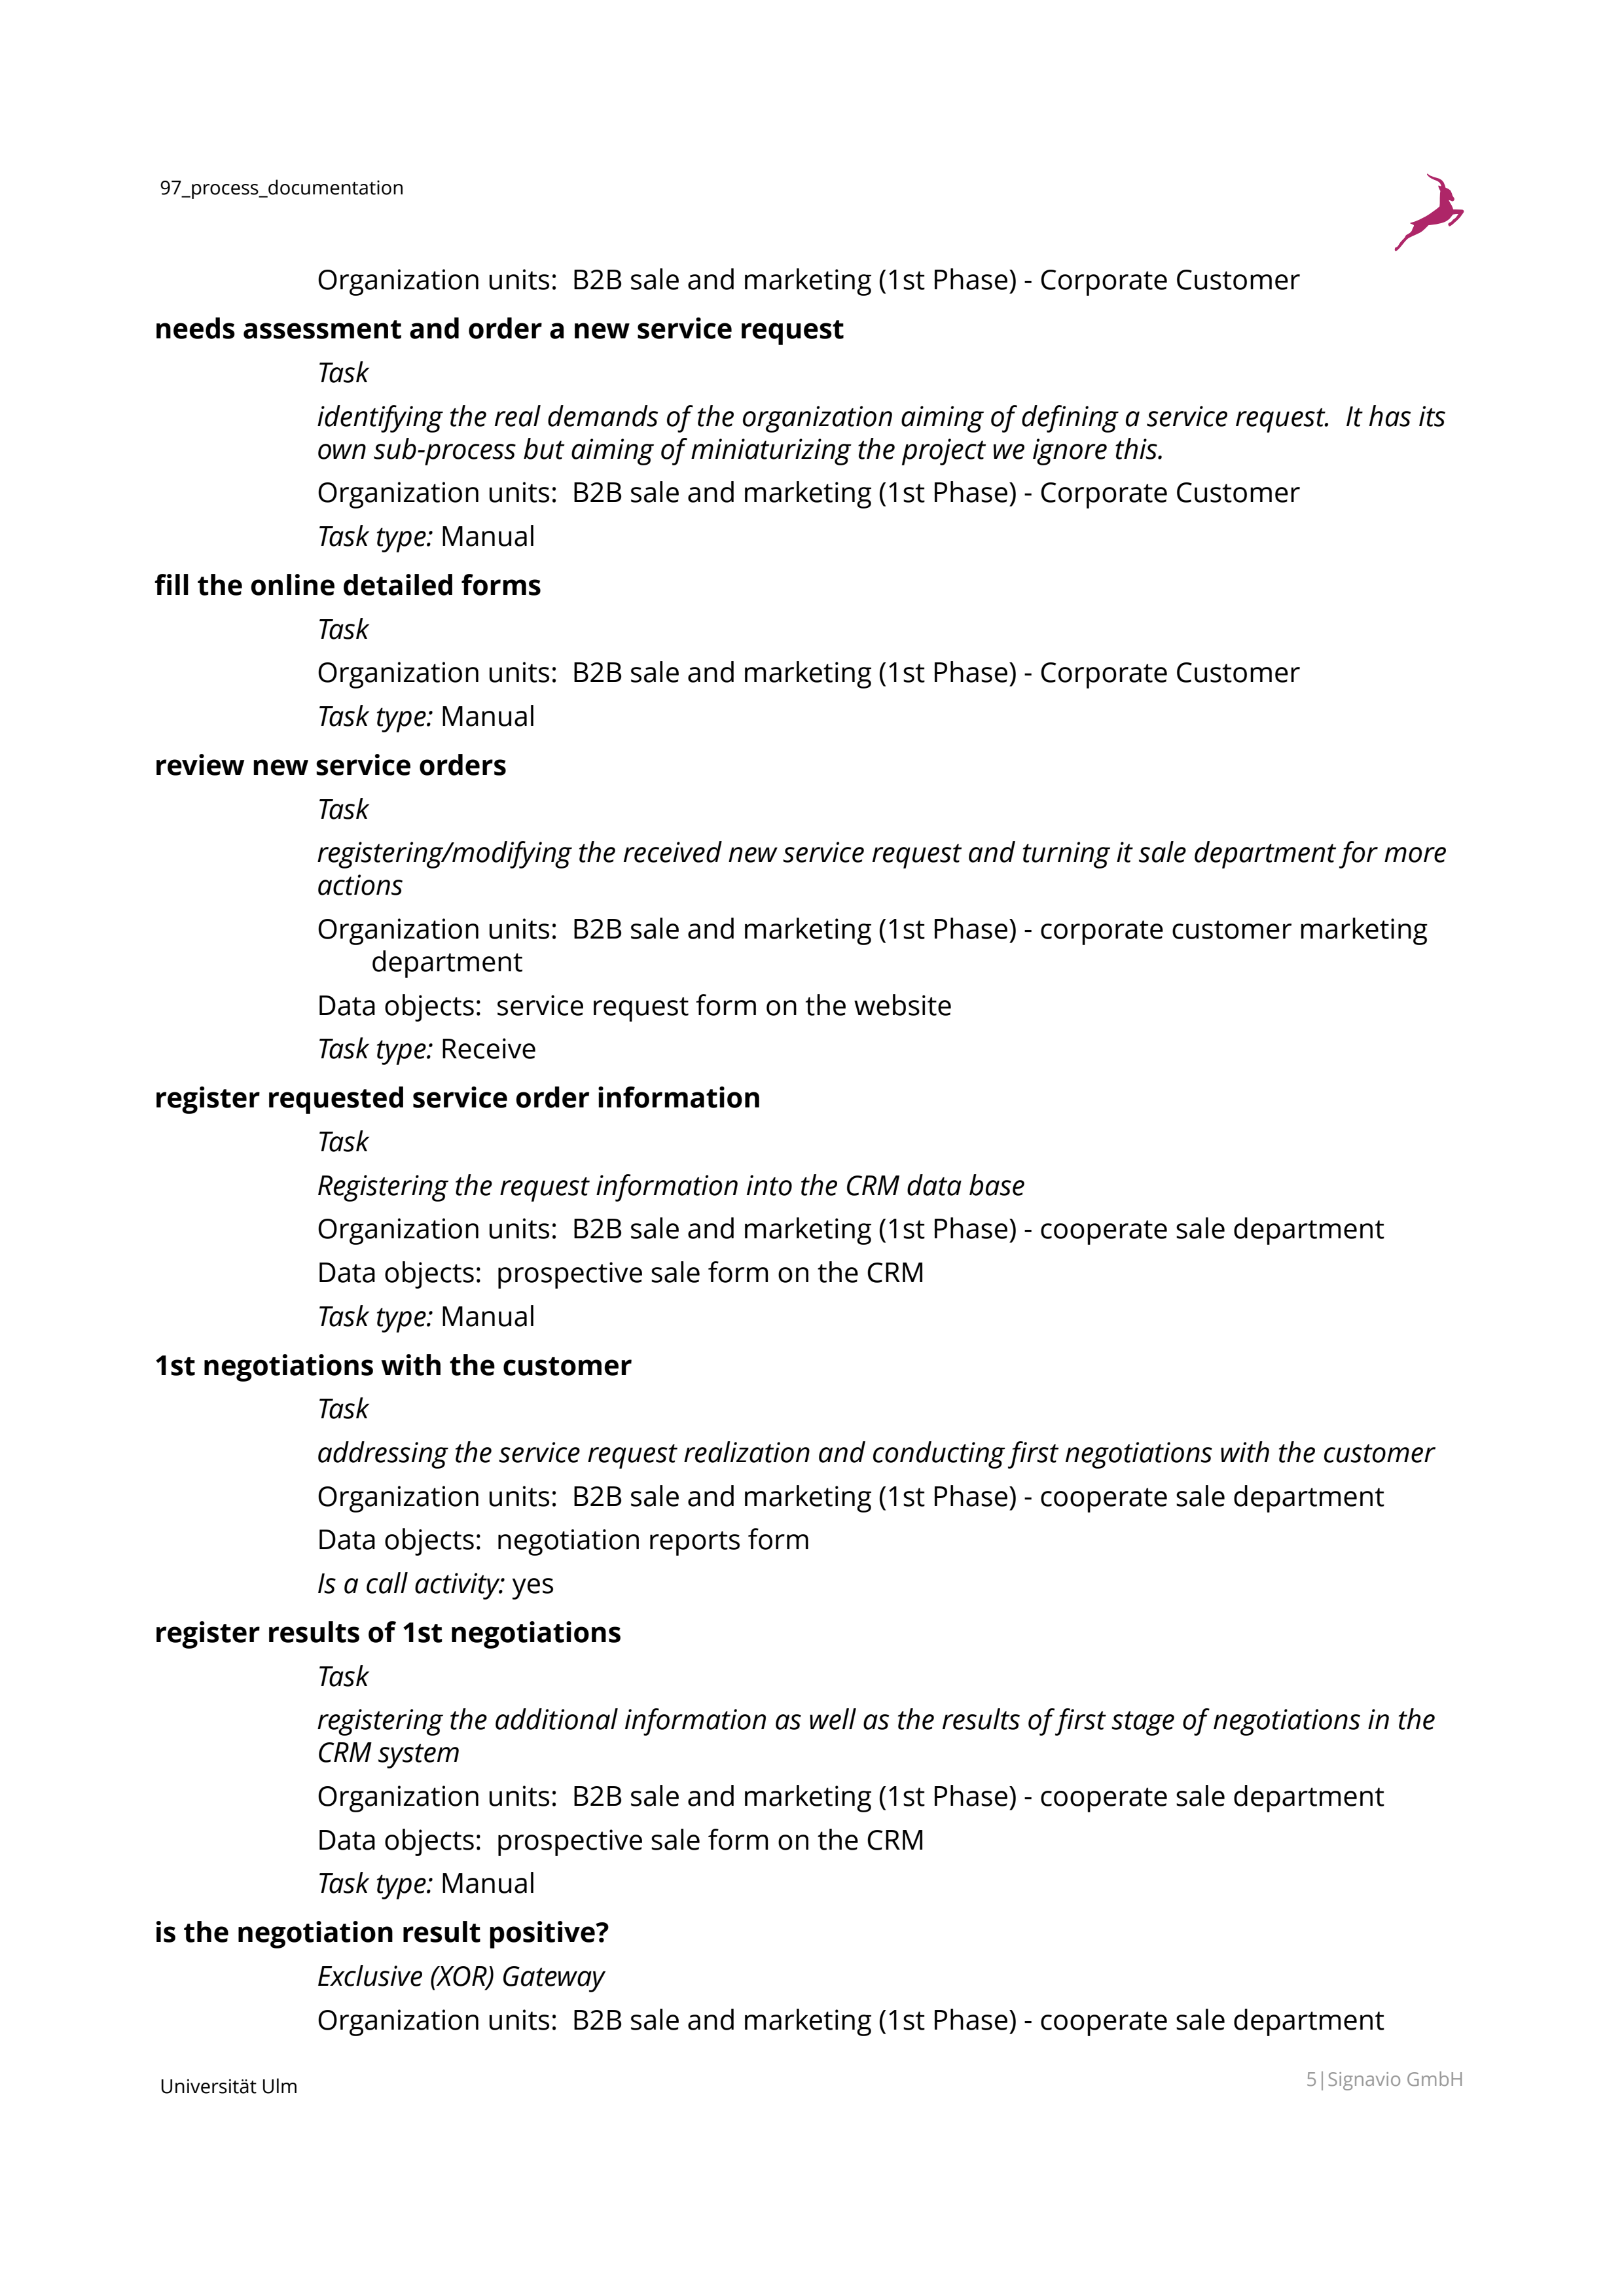 97_process_documentation
Organization units:  B2B sale and marketing (1st Phase) - Corporate Customer
needs assessment and order a new service request
Task
identifying the real demands of the organization aiming of defining a service request.  It has its
own sub-process but aiming of miniaturizing the project we ignore this.
Organization units:  B2B sale and marketing (1st Phase) - Corporate Customer
Task type: Manual
fill the online detailed forms
Task
Organization units:  B2B sale and marketing (1st Phase) - Corporate Customer
Task type: Manual
review new service orders
Task
registering/modifying the received new service request and turning it sale department for more
actions
Organization units:  B2B sale and marketing (1st Phase) - corporate customer marketing
department
Data objects:  service request form on the website
Task type: Receive
register requested service order information
Task
Registering the request information into the CRM data base
Organization units:  B2B sale and marketing (1st Phase) - cooperate sale department
Data objects:  prospective sale form on the CRM
Task type: Manual
1st negotiations with the customer
Task
addressing the service request realization and conducting first negotiations with the customer
Organization units:  B2B sale and marketing (1st Phase) - cooperate sale department
Data objects:  negotiation reports form
Is a call activity: yes
register results of 1st negotiations
Task
registering the additional information as well as the results of first stage of negotiations in the
CRM system
Organization units:  B2B sale and marketing (1st Phase) - cooperate sale department
Data objects:  prospective sale form on the CRM
Task type: Manual
is the negotiation result positive?
Exclusive (XOR) Gateway
Organization units:  B2B sale and marketing (1st Phase) - cooperate sale department
Universität Ulm
5|Signavio GmbH